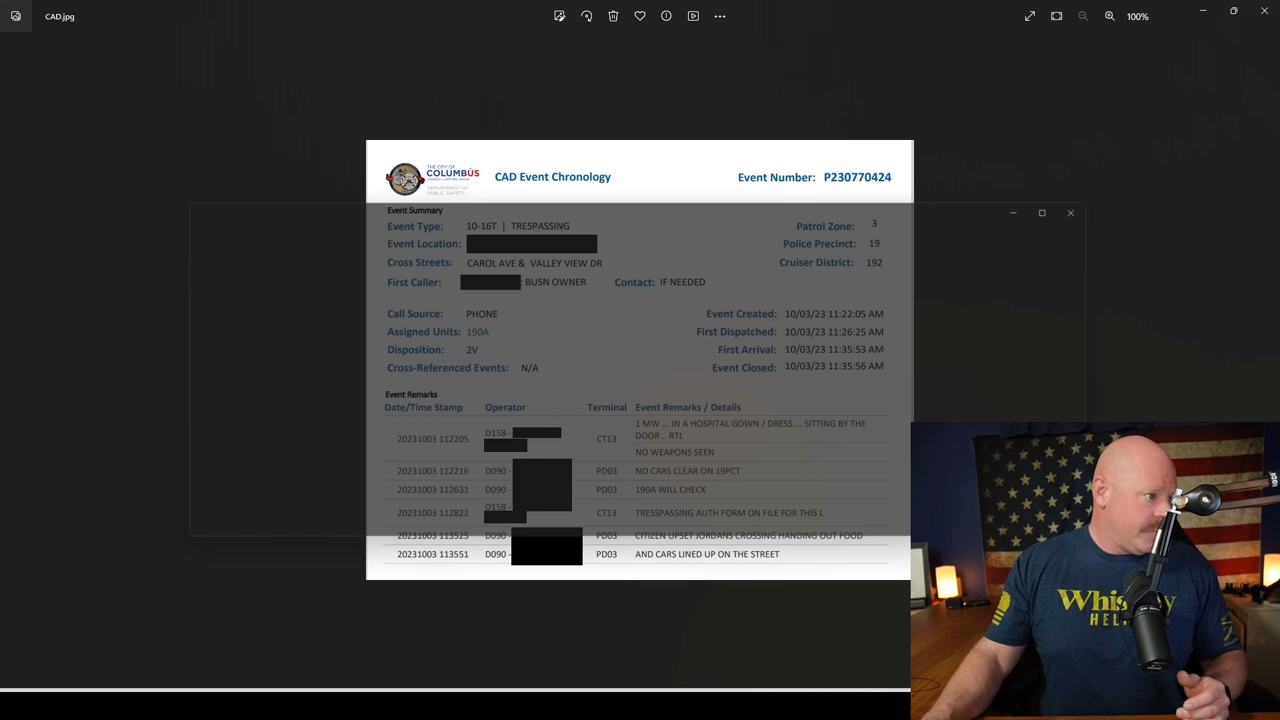 CAD.jpg
100%
THE CITY OF
COLUMBUS
DEPARTMENT OF
PUBLIC SAFETY
CAD Event Chronology
Event Number: P230770424
Event Summary
Event Type: 10-16T | TRESPASSING
Patrol Zone: 3
Event Location:
Police Precinct: 19
Cross Streets: CAROL AVE & VALLEY VIEW DR
Cruiser District: 192
First Caller: : BUSN OWNER Contact: IF NEEDED
Call Source: PHONE
Event Created: 10/03/23 11:22:05 AM
Assigned Units: 190A
First Dispatched: 10/03/23 11:26:25 AM
Disposition: 2V
First Arrival: 10/03/23 11:35:53 AM
Cross-Referenced Events: N/A
Event Closed: 10/03/23 11:35:56 AM
Event Remarks
Date/Time Stamp Operator Terminal Event Remarks / Details
20231003 112205 D158 - CT13 1 MW ... IN A HOSPITAL GOWN / DRESS.... SITTING BY THE
DOOR .. RTL
NO WEAPONS SEEN
20231003 112216 D090 - PD03 NO CARS CLEAR ON 19PCT
20231003 112631 D090 - PD03 190A WILL CHECK
20231003 112822 D158 - CT13 TRESSPASSING AUTH FORM ON FILE FOR THIS L
20231003 113525 D090 - PD03 CITIZEN UPSET JORDANS CROSSING HANDING OUT FOOD
20231003 113551 D090 - PD03 AND CARS LINED UP ON THE STREET
HEL